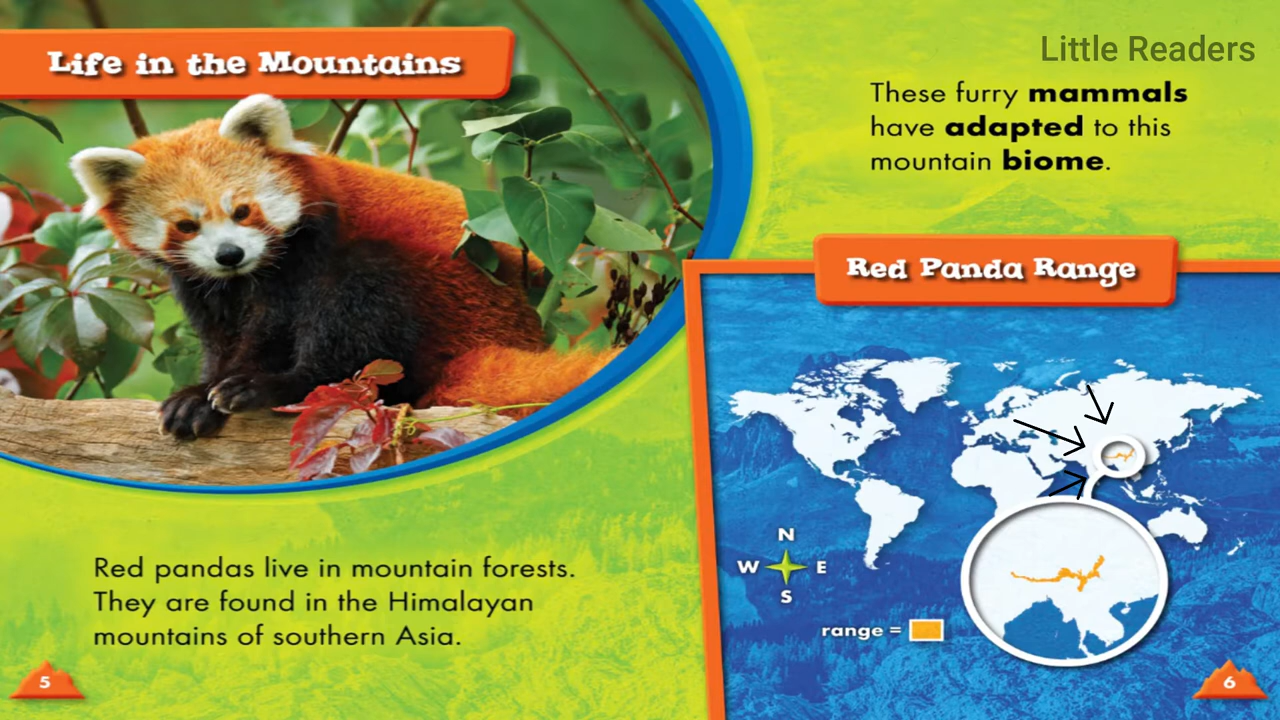 Life in the Mountains
Red pandas live in mountain forests.
They are found in the Himalayan
mountains of southern Asia.
5
Little Readers
These furry mammals
have adapted to this
mountain biome.
Red Panda Range
N
W E
S
range =
6